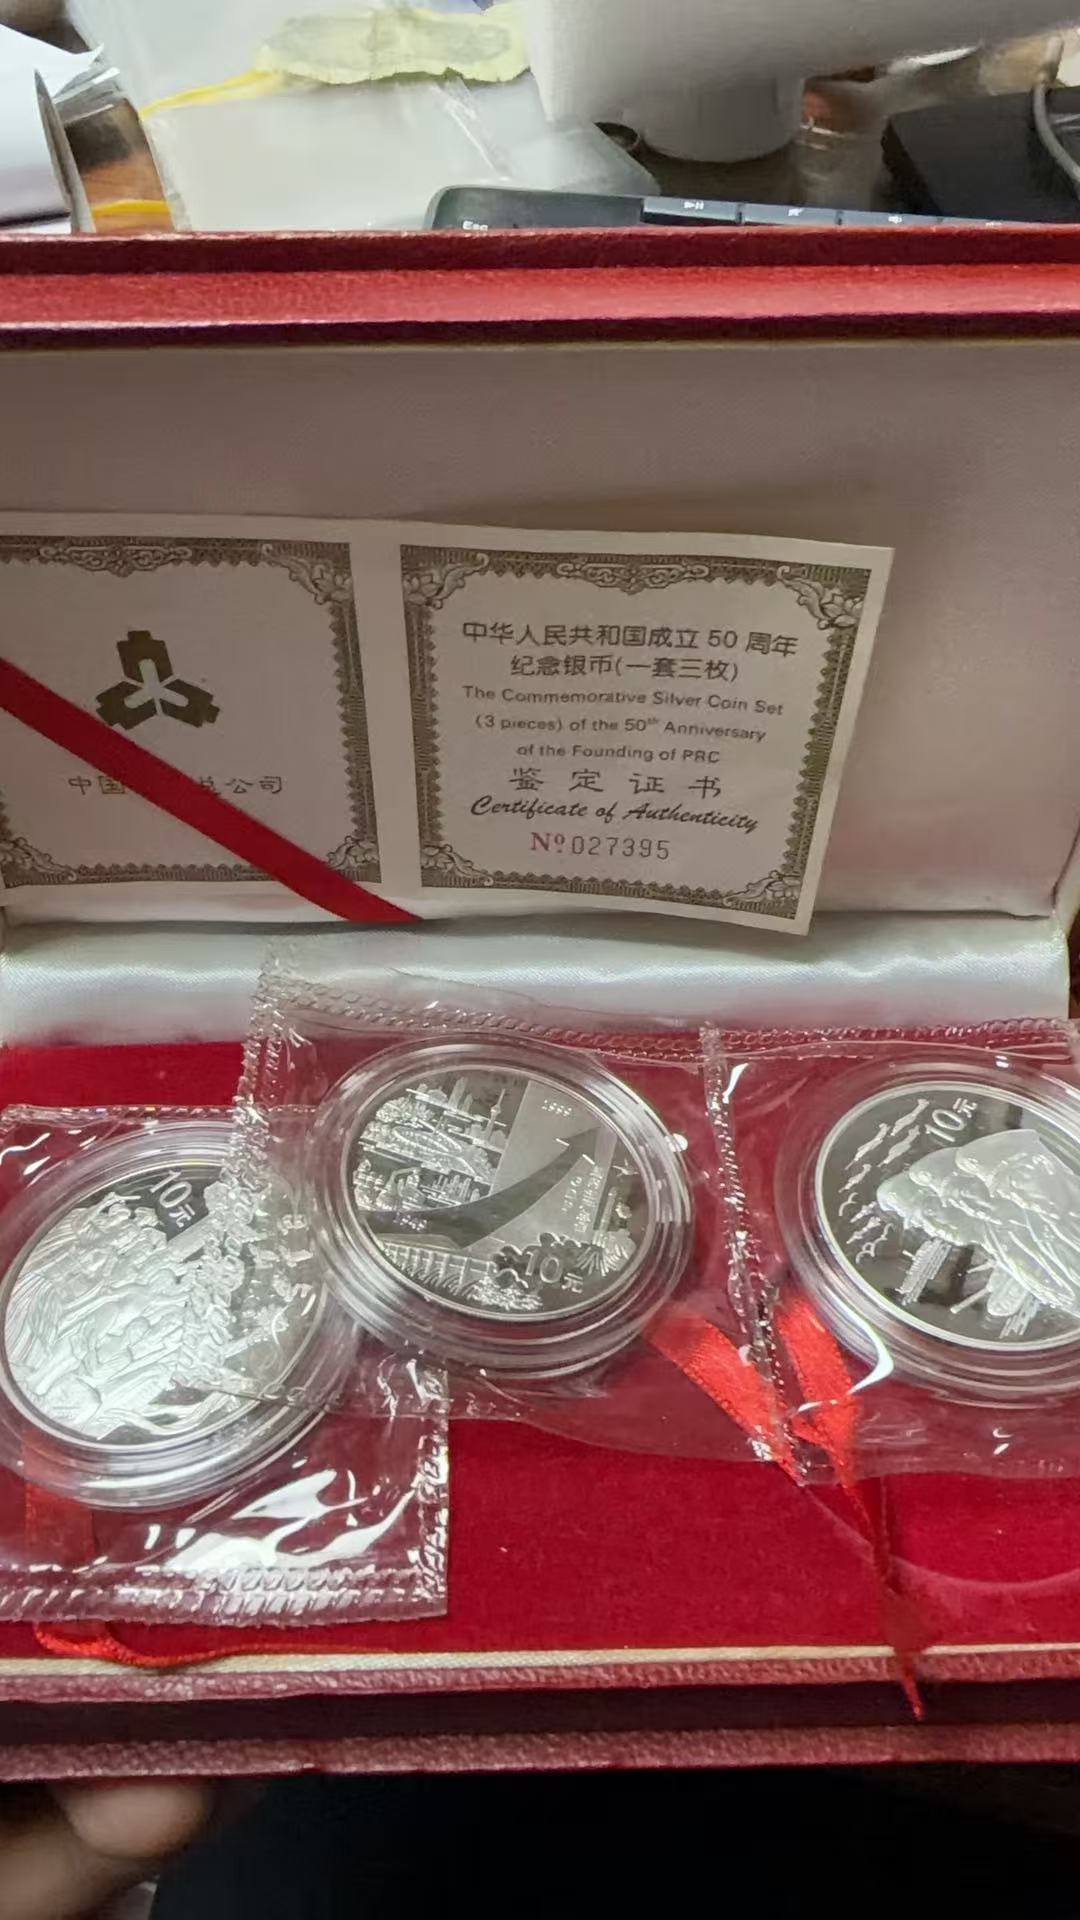 Esc
中国
总公司
中华人民共和国成立 50 周年
纪念银币(一套三枚)
The Commemorative Silver Coin Set
(3 pieces) of the 50th Anniversary
of the Founding of PRC
鉴定证书
Certificate of Authenticity
Nº027395
10元
1999
1949
10元
10元